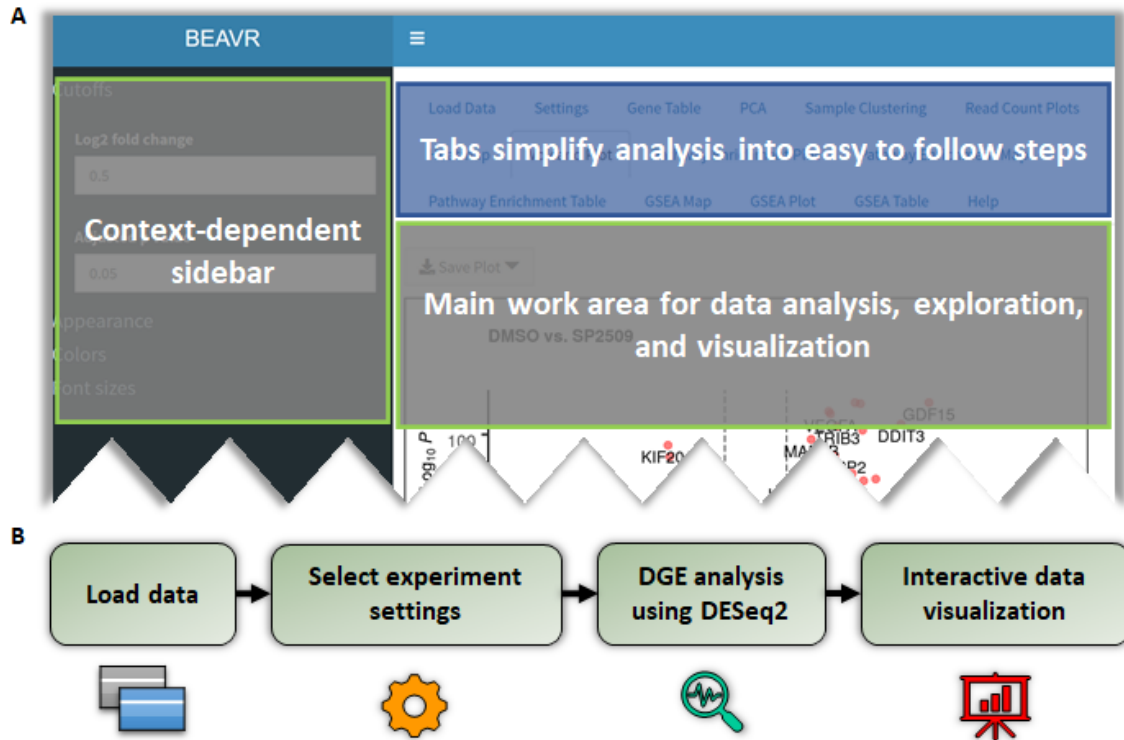 A
BEAVR
Cutoffs
Log2 fold change
0.5
0.05
Context-dependent
sidebar
Appearance
Colors
Font sizes
Load Data Settings Gene Table PCA Sample Clustering Read Count Plots
Tabs simplify analysis into easy to follow steps
Pathway Enrichment Table GSEA Map GSEA Plot GSEA Table Help
Save Plot
Main work area for data analysis, exploration,
and visualization
DMSO vs. SP2509
100
GDF15
TRIB3
DDIT3
KIF20
B
Load data
Select experiment
settings
DGE analysis
using DESeq2
Interactive data
visualization